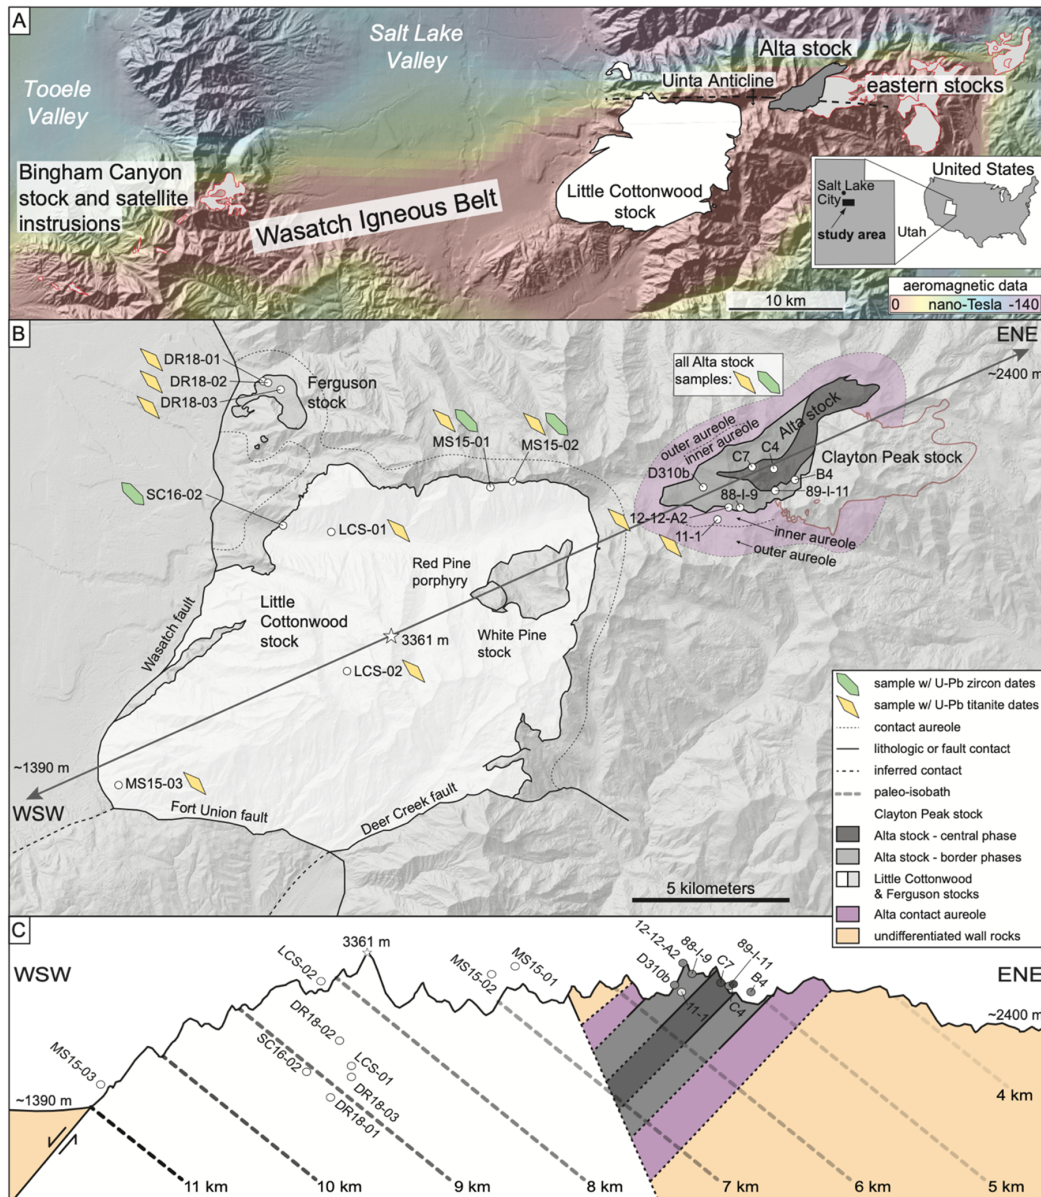 A
Tooele
Valley
Salt Lake
Valley
Alta stock
Uinta Anticline
eastern stocks
Bingham Canyon
stock and satellite
instrusions
Wasatch Igneous Belt
Little Cottonwood
stock
United States
Salt Lake
City
study area
Utah
10 km
aeromagnetic data
0 nano-Tesla -140
B
ENE
~2400 m
DR18-01
DR18-02
DR18-03
Ferguson
stock
all Alta stock
samples:
MS15-01
MS15-02
outer aureole
inner aureole
Alta stock
C7
C4
Clayton Peak stock
D310b
B4
88-I-9
89-I-11
12-12-A2
11-1
inner aureole
outer aureole
SC16-02
LCS-01
Red Pine
porphyry
Little
Cottonwood
stock
White Pine
stock
3361 m
LCS-02
Wasatch fault
~1390 m
WSW
MS15-03
Fort Union fault
Deer Creek fault
5 kilometers
sample w/ U-Pb zircon dates
sample w/ U-Pb titanite dates
contact aureole
lithologic or fault contact
inferred contact
paleo-isobath
Clayton Peak stock
Alta stock - central phase
Alta stock - border phases
Little Cottonwood
& Ferguson stocks
Alta contact aureole
undifferentiated wall rocks
C
WSW
ENE
3361 m
LCS-02
MS15-02
MS15-01
12-12-A2
88-I-9
C7
89-I-11
D310b
B4
11-1
C4
~2400 m
DR18-02
SC16-02
LCS-01
DR18-03
DR18-01
MS15-03
~1390 m
4 km
11 km
10 km
9 km
8 km
7 km
6 km
5 km